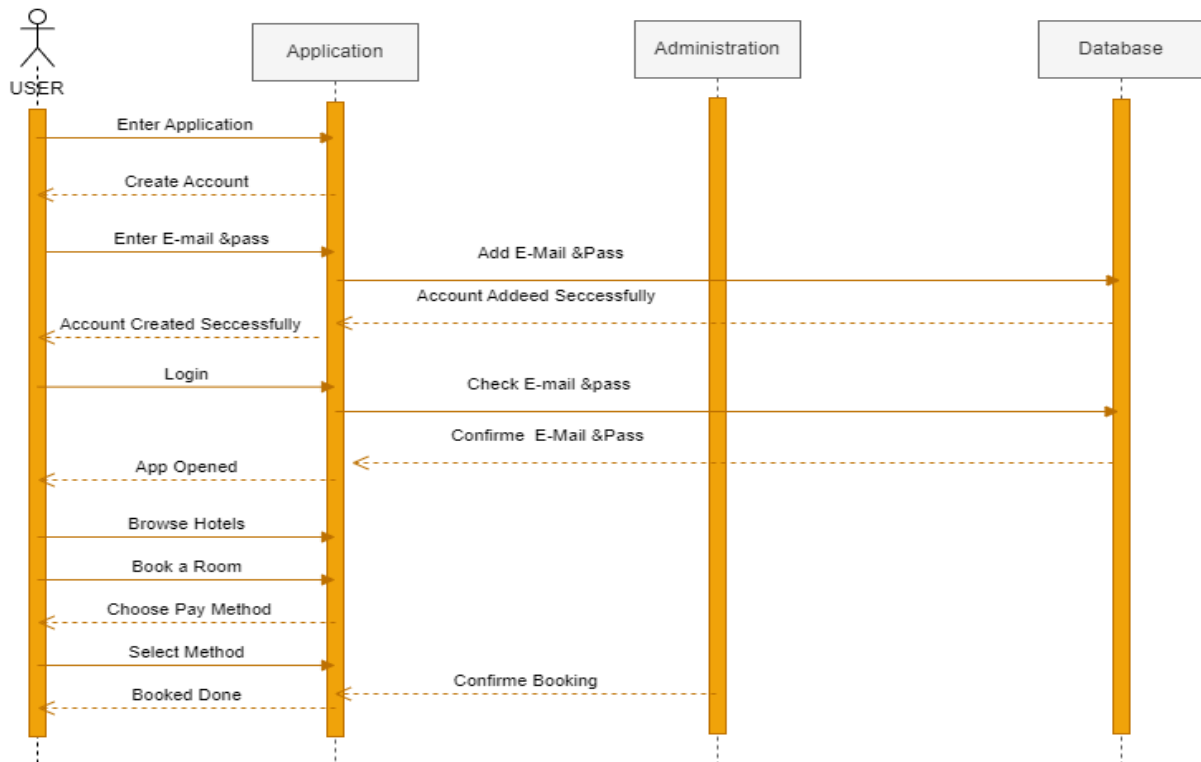 USER
Application
Administration
Database
Enter Application
Create Account
Enter E-mail &pass
Add E-Mail &Pass
Account Addeed Seccessfully
Account Created Seccessfully
Login
Check E-mail &pass
Confirme E-Mail &Pass
App Opened
Browse Hotels
Book a Room
Choose Pay Method
Select Method
Confirme Booking
Booked Done